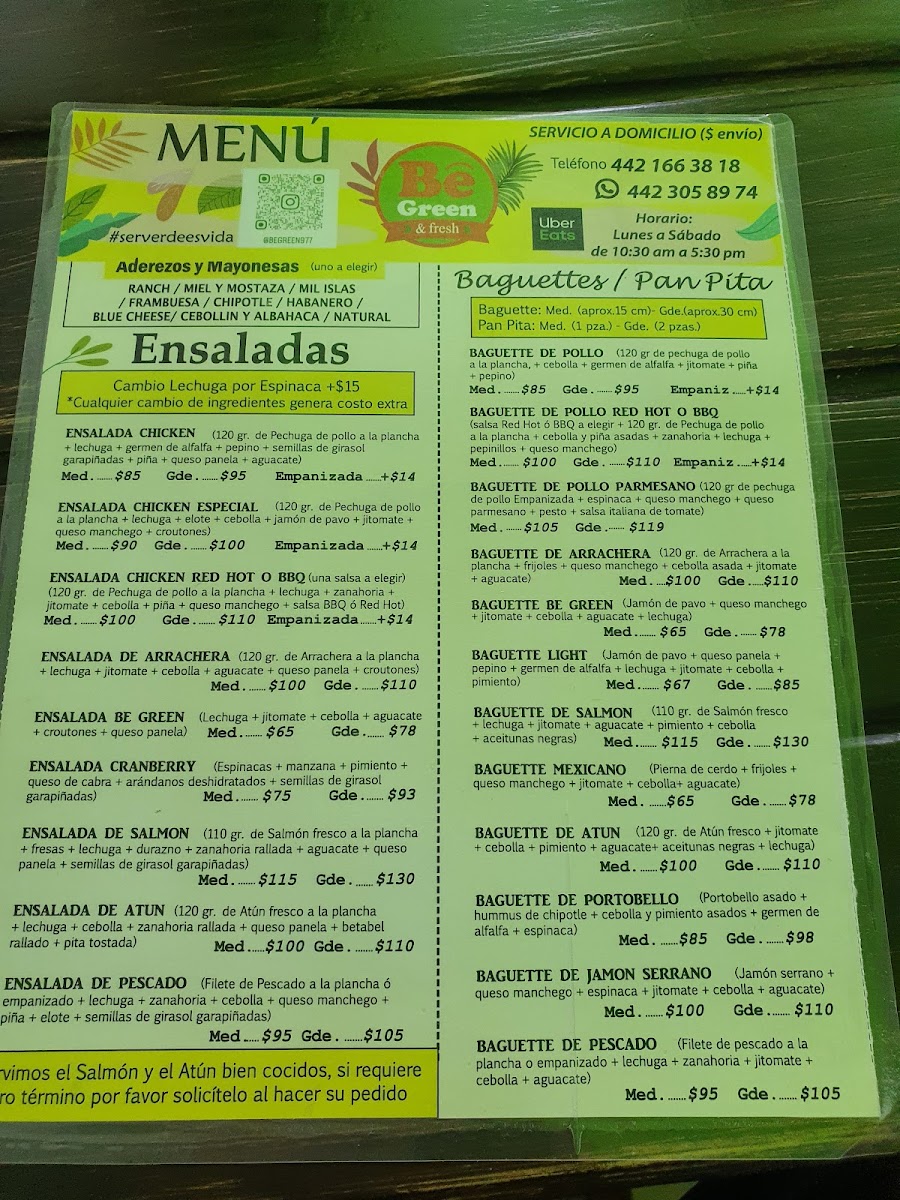 MENÚ
@BEGREEN977
#serverdeesvida
Bê
Green
& fresh
SERVICIO A DOMICILIO ($ envío)
Teléfono 442 166 38 18
442 305 89 74
Uber
Eats
Horario:
Lunes a Sábado
de 10:30 am a 5:30 pm
Aderezos y Mayonesas (uno a elegir)
RANCH / MIEL Y MOSTAZA / MIL ISLAS
/ FRAMBUESA / CHIPOTLE / HABANERO /
BLUE CHEESE/ CEBOLLIN Y ALBAHACA / NATURAL
Ensaladas
Cambio Lechuga por Espinaca +$15
*Cualquier cambio de ingredientes genera costo extra
ENSALADA CHICKEN (120 gr. de Pechuga de pollo a la plancha
+ lechuga + germen de alfalfa + pepino + semillas de girasol
garapiñadas + piña + queso panela + aguacate)
Med.......$85 Gde......$95 Empanizada.....+$14
ENSALADA CHICKEN ESPECIAL (120 gr. de Pechuga de pollo
a la plancha + lechuga + elote + cebolla + jamón de pavo + jitomate +
queso manchego + croutones)
Med.......$90 Gde.......$100 Empanizada.....+$14
ENSALADA CHICKEN RED HOT O BBQ (una salsa a elegir)
(120 gr. de Pechuga de pollo a la plancha + lechuga + zanahoria +
jitomate + cebolla + piña + queso manchego + salsa BBQ ó Red Hot)
Med.......$100 Gde.......$110 Empanizada.....+$14
ENSALADA DE ARRACHERA (120 gr. de Arrachera a la plancha
+ lechuga + jitomate + cebolla + aguacate + queso panela + croutones)
Med.......$100 Gde.....$110
ENSALADA BE GREEN (Lechuga + jitomate + cebolla + aguacate
+ croutones + queso panela) Med.......$65 Gde.......$78
ENSALADA CRANBERRY (Espinacas + manzana + pimiento +
queso de cabra + arándanos deshidratados + semillas de girasol
garapiñadas) Med.......$75 Gde.......$93
ENSALADA DE SALMON (110 gr. de Salmón fresco a la plancha
+ fresas + lechuga + durazno + zanahoria rallada + aguacate + queso
panela + semillas de girasol garapiñadas)
Med.......$115 Gde.......$130
ENSALADA DE ATUN (120 gr. de Atún fresco a la plancha
+ lechuga + cebolla + zanahoria rallada + queso panela + betabel
rallado + pita tostada) Med.....$100 Gde.......$110
ENSALADA DE PESCADO (Filete de Pescado a la plancha ó
empanizado + lechuga + zanahoria + cebolla + queso manchego +
piña + elote + semillas de girasol garapiñadas)
Med.....$95 Gde.......$105
rvimos el Salmón y el Atún bien cocidos, si requiere
ro término por favor solicítelo al hacer su pedido
Baguettes / Pan Pita
Baguette: Med. (aprox.15 cm)- Gde.(aprox.30 cm)
Pan Pita: Med. (1 pza.) - Gde. (2 pzas.)
BAGUETTE DE POLLO (120 gr de pechuga de pollo
a la plancha, + cebolla + germen de alfalfa + jitomate + piña
+ pepino)
Med......$85 Gde.......$95 Empaniz....+$14
BAGUETTE DE POLLO RED HOT O BBQ
(salsa Red Hot ó BBQ a elegir + 120 gr. de Pechuga de pollo
a la plancha + cebolla y piña asadas + zanahoria + lechuga +
pepinillos + queso manchego)
Med......$100 Gde.......$110 Empaniz....+$14
BAGUETTE DE POLLO PARMESANO (120 gr de pechuga
de pollo Empanizada + espinaca + queso manchego + queso
parmesano + pesto + salsa italiana de tomate)
Med......$105 Gde.......$119
BAGUETTE DE ARRACHERA (120 gr. de Arrachera a la
plancha + frijoles + queso manchego + cebolla asada + jitomate
+ aguacate) Med.....$100 Gde.....$110
BAGUETTE BE GREEN (Jamón de pavo + queso manchego
+ jitomate + cebolla + aguacate + lechuga)
Med....... $65 Gde.......$78
BAGUETTE LIGHT (Jamón de pavo + queso panela +
pepino + germen de alfalfa + lechuga + jitomate + cebolla +
pimiento) Med....... $67 Gde.......$85
BAGUETTE DE SALMON (110 gr. de Salmón fresco
+ lechuga + jitomate + aguacate + pimiento + cebolla
+ aceitunas negras) Med....... $115 Gde.......$130
BAGUETTE MEXICANO (Pierna de cerdo + frijoles +
queso manchego + jitomate + cebolla+ aguacate)
Med. ......$65 Gde.......$78
BAGUETTE DE ATUN (120 gr. de Atún fresco + jitomate
+ cebolla + pimiento + aguacate+ aceitunas negras + lechuga)
Med.......$100 Gde.......$110
BAGUETTE DE PORTOBELLO (Portobello asado +
hummus de chipotle + cebolla y pimiento asados + germen de
alfalfa + espinaca) Med. ......$85 Gde.......$98
BAGUETTE DE JAMON SERRANO (Jamón serrano +
queso manchego + espinaca + jitomate + cebolla + aguacate)
Med.......$100 Gde.......$110
BAGUETTE DE PESCADO (Filete de pescado a la
plancha o empanizado + lechuga + zanahoria + jitomate +
cebolla + aguacate)
Med.......$95 Gde.......$105